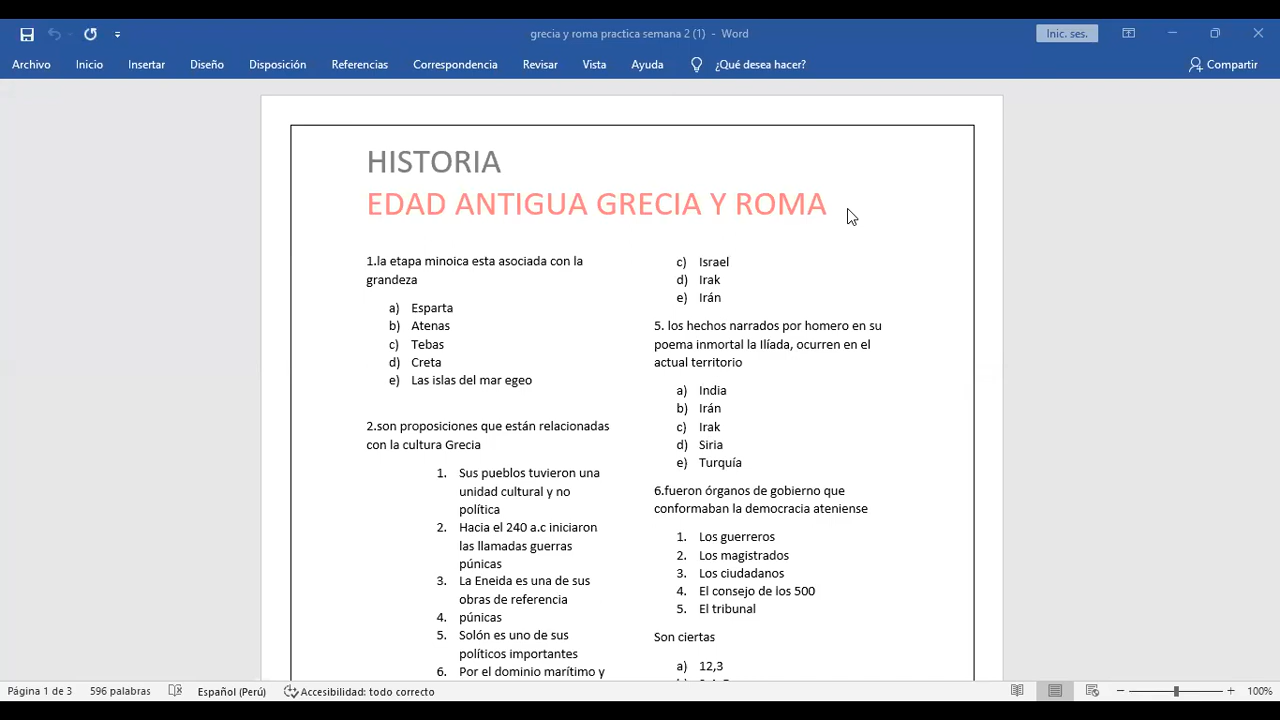 grecia y roma practica semana 2 (1) - Word
Inic. ses.
Archivo Inicio Insertar Diseño Disposición Referencias Correspondencia Revisar Vista Ayuda ¿Qué desea hacer? Compartir
HISTORIA
EDAD ANTIGUA GRECIA Y ROMA
1.la etapa minoica esta asociada con la
grandeza
a) Esparta
b) Atenas
c) Tebas
d) Creta
e) Las islas del mar egeo
2.son proposiciones que están relacionadas
con la cultura Grecia
1. Sus pueblos tuvieron una
unidad cultural y no
política
2. Hacia el 240 a.c iniciaron
las llamadas guerras
púnicas
3. La Eneida es una de sus
obras de referencia
4. púnicas
5. Solón es uno de sus
políticos importantes
6. Por el dominio marítimo y
c) Israel
d) Irak
e) Irán
5. los hechos narrados por homero en su
poema inmortal la Ilíada, ocurren en el
actual territorio
a) India
b) Irán
c) Irak
d) Siria
e) Turquía
6.fueron órganos de gobierno que
conformaban la democracia ateniense
1. Los guerreros
2. Los magistrados
3. Los ciudadanos
4. El consejo de los 500
5. El tribunal
Son ciertas
a) 12,3
Página 1 de 3 596 palabras Español (Perú) Accesibilidad: todo correcto 100%